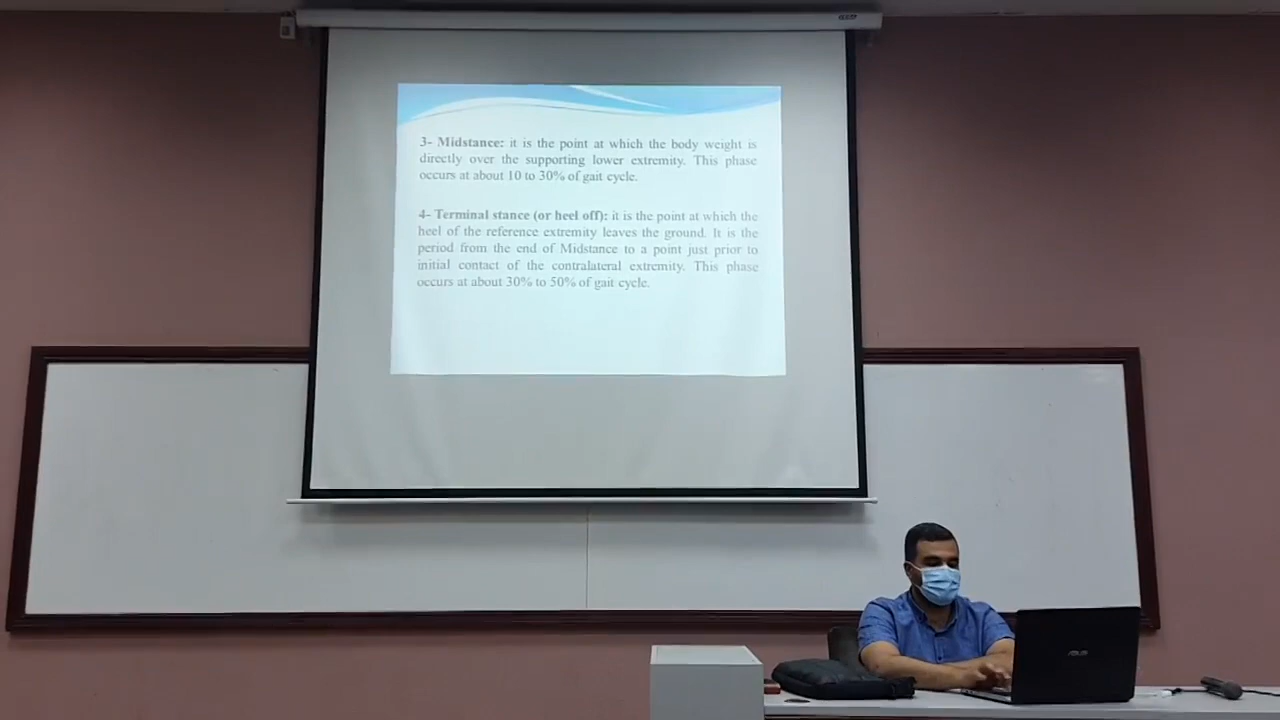 3- Midstance: it is the point at which the body weight is
directly over the supporting lower extremity. This phase
occurs at about 10 to 30% of gait cycle.
4- Terminal stance (or heel off): it is the point at which the
heel of the reference extremity leaves the ground. It is the
period from the end of Midstance to a point just prior to
initial contact of the contralateral extremity. This phase
occurs at about 30% to 50% of gait cycle.
ASUS